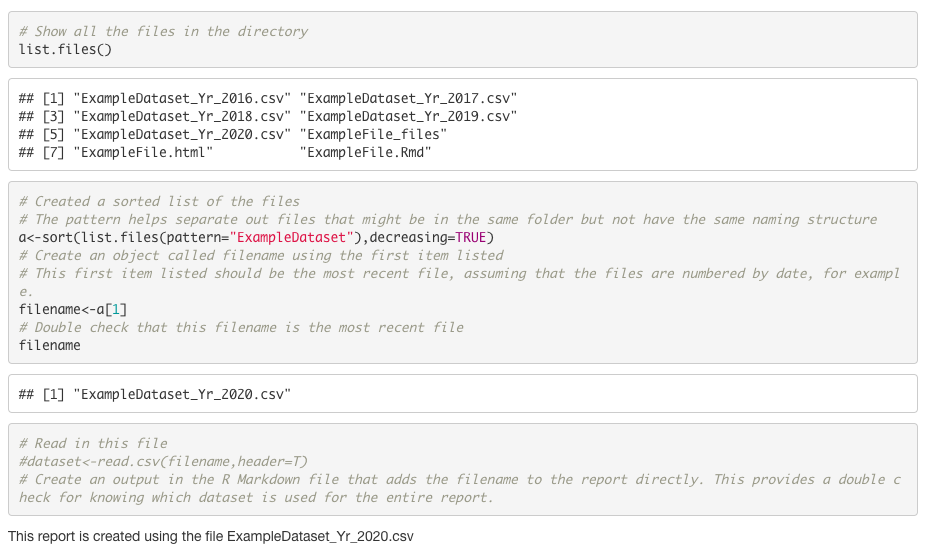 # Show all the files in the directory
list.files()
## [1] "ExampleDataset_Yr_2016.csv" "ExampleDataset_Yr_2017.csv"
## [3] "ExampleDataset_Yr_2018.csv" "ExampleDataset_Yr_2019.csv"
## [5] "ExampleDataset_Yr_2020.csv" "ExampleFile_files"
## [7] "ExampleFile.html"           "ExampleFile.Rmd"
# Created a sorted list of the files
# The pattern helps separate out files that might be in the same folder but not have the same naming structure
a<-sort(list.files(pattern="ExampleDataset"),decreasing=TRUE)
# Create an object called filename using the first item listed
# This first item listed should be the most recent file, assuming that the files are numbered by date, for exampl
e.
filename<-a[1]
# Double check that this filename is the most recent file
filename
## [1] "ExampleDataset_Yr_2020.csv"
# Read in this file
#dataset<-read.csv(filename,header=T)
# Create an output in the R Markdown file that adds the filename to the report directly. This provides a double c
heck for knowing which dataset is used for the entire report.
This report is created using the file ExampleDataset_Yr_2020.csv